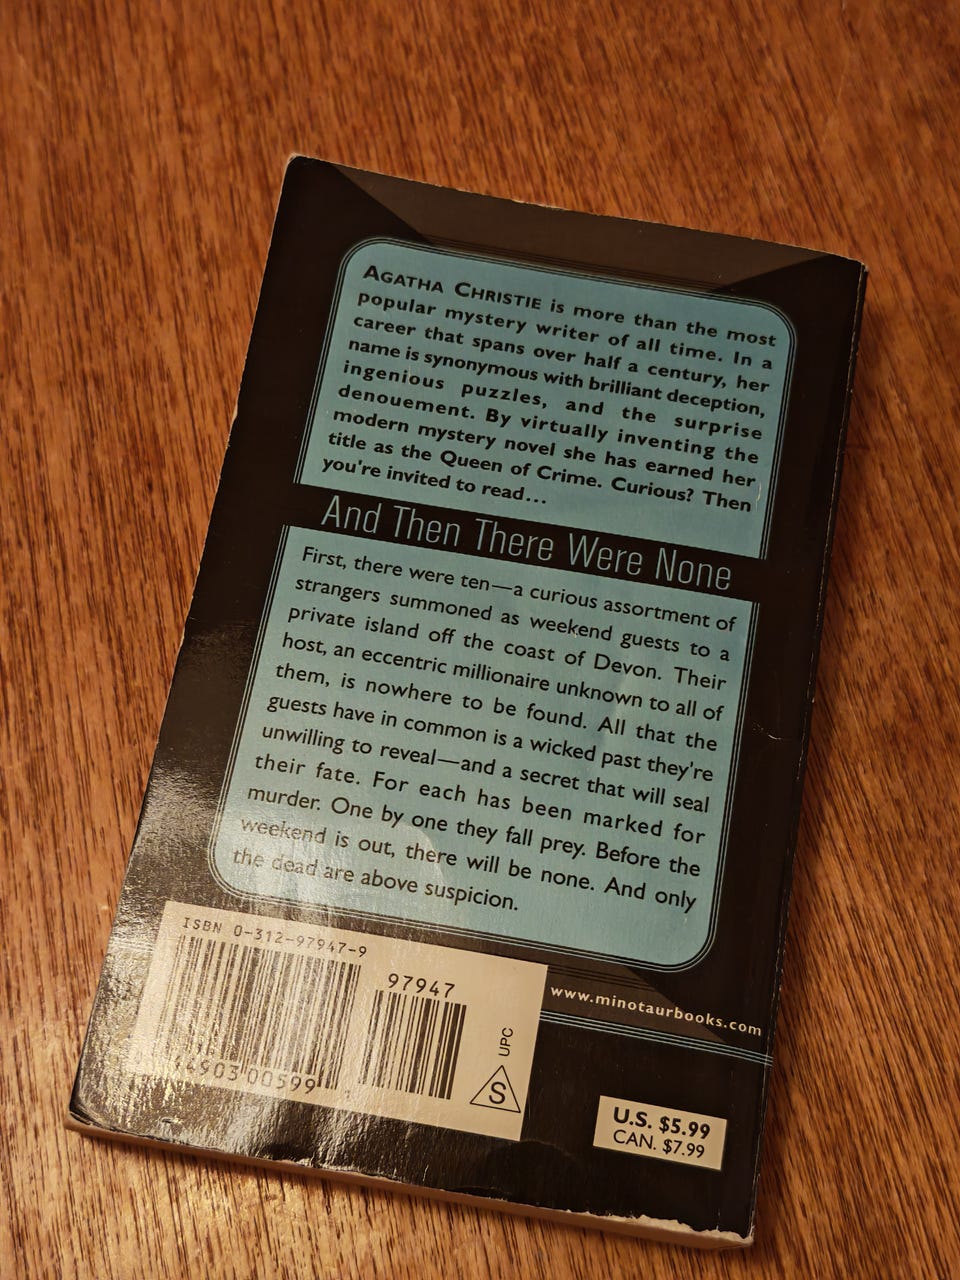 AGATHA CHRISTIE is more than the most
popular mystery writer of all time. In a
career that spans over half a century, her
name is synonymous with brilliant deception,
ingenious puzzles, and the surprise
denouement. By virtually inventing the
modern mystery novel she has earned her
title as the Queen of Crime. Curious? Then
you're invited to read...
And Then There Were None
First, there were ten—a curious assortment of
strangers summoned as weekend guests to a
private island off the coast of Devon. Their
host, an eccentric millionaire unknown to all of
them, is nowhere to be found. All that the
guests have in common is a wicked past they're
unwilling to reveal—and a secret that will seal
their fate. For each has been marked for
murder. One by one they fall prey. Before the
weekend is out, there will be none. And only
the dead are above suspicion.
ISBN 0-312-97947-9
97947
4903 00599
UPC
S
www.minotaurbooks.com
U.S. $5.99
CAN. $7.99